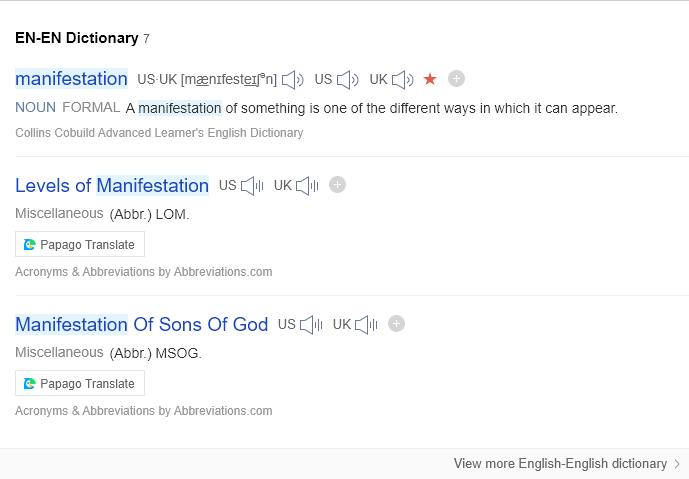 EN-EN Dictionary 7
manifestation US·UK [mænɪfesteɪʃᵊn] US UK
NOUN FORMAL A manifestation of something is one of the different ways in which it can appear.
Collins Cobuild Advanced Learner's English Dictionary
Levels of Manifestation US UK
Miscellaneous (Abbr.) LOM.
Papago Translate
Acronyms & Abbreviations by Abbreviations.com
Manifestation Of Sons Of God US UK
Miscellaneous (Abbr.) MSOG.
Papago Translate
Acronyms & Abbreviations by Abbreviations.com
View more English-English dictionary